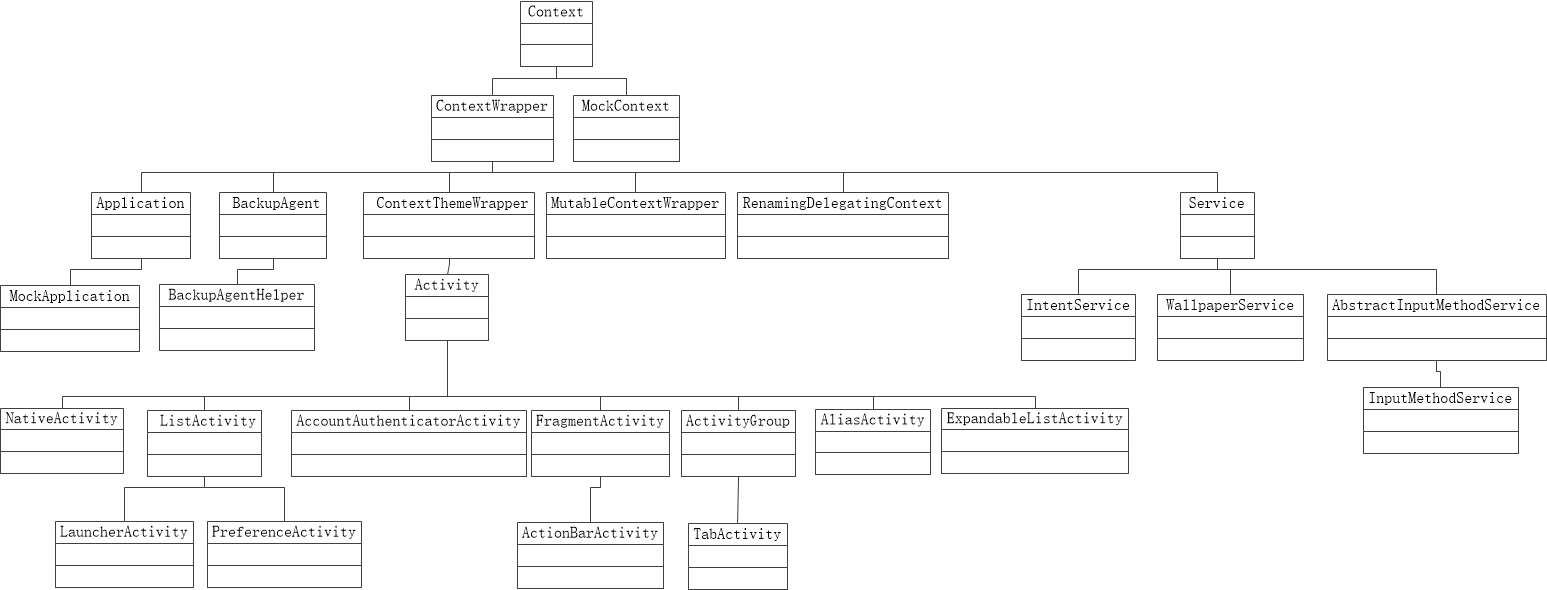 Context
ContextWrapper
MockContext
Application
BackupAgent
ContextThemeWrapper
MutableContextWrapper
RenamingDelegatingContext
Service
MockApplication
BackupAgentHelper
Activity
IntentService
WallpaperService
AbstractInputMethodService
InputMethodService
NativeActivity
ListActivity
AccountAuthenticatorActivity
FragmentActivity
ActivityGroup
AliasActivity
ExpandableListActivity
LauncherActivity
PreferenceActivity
ActionBarActivity
TabActivity